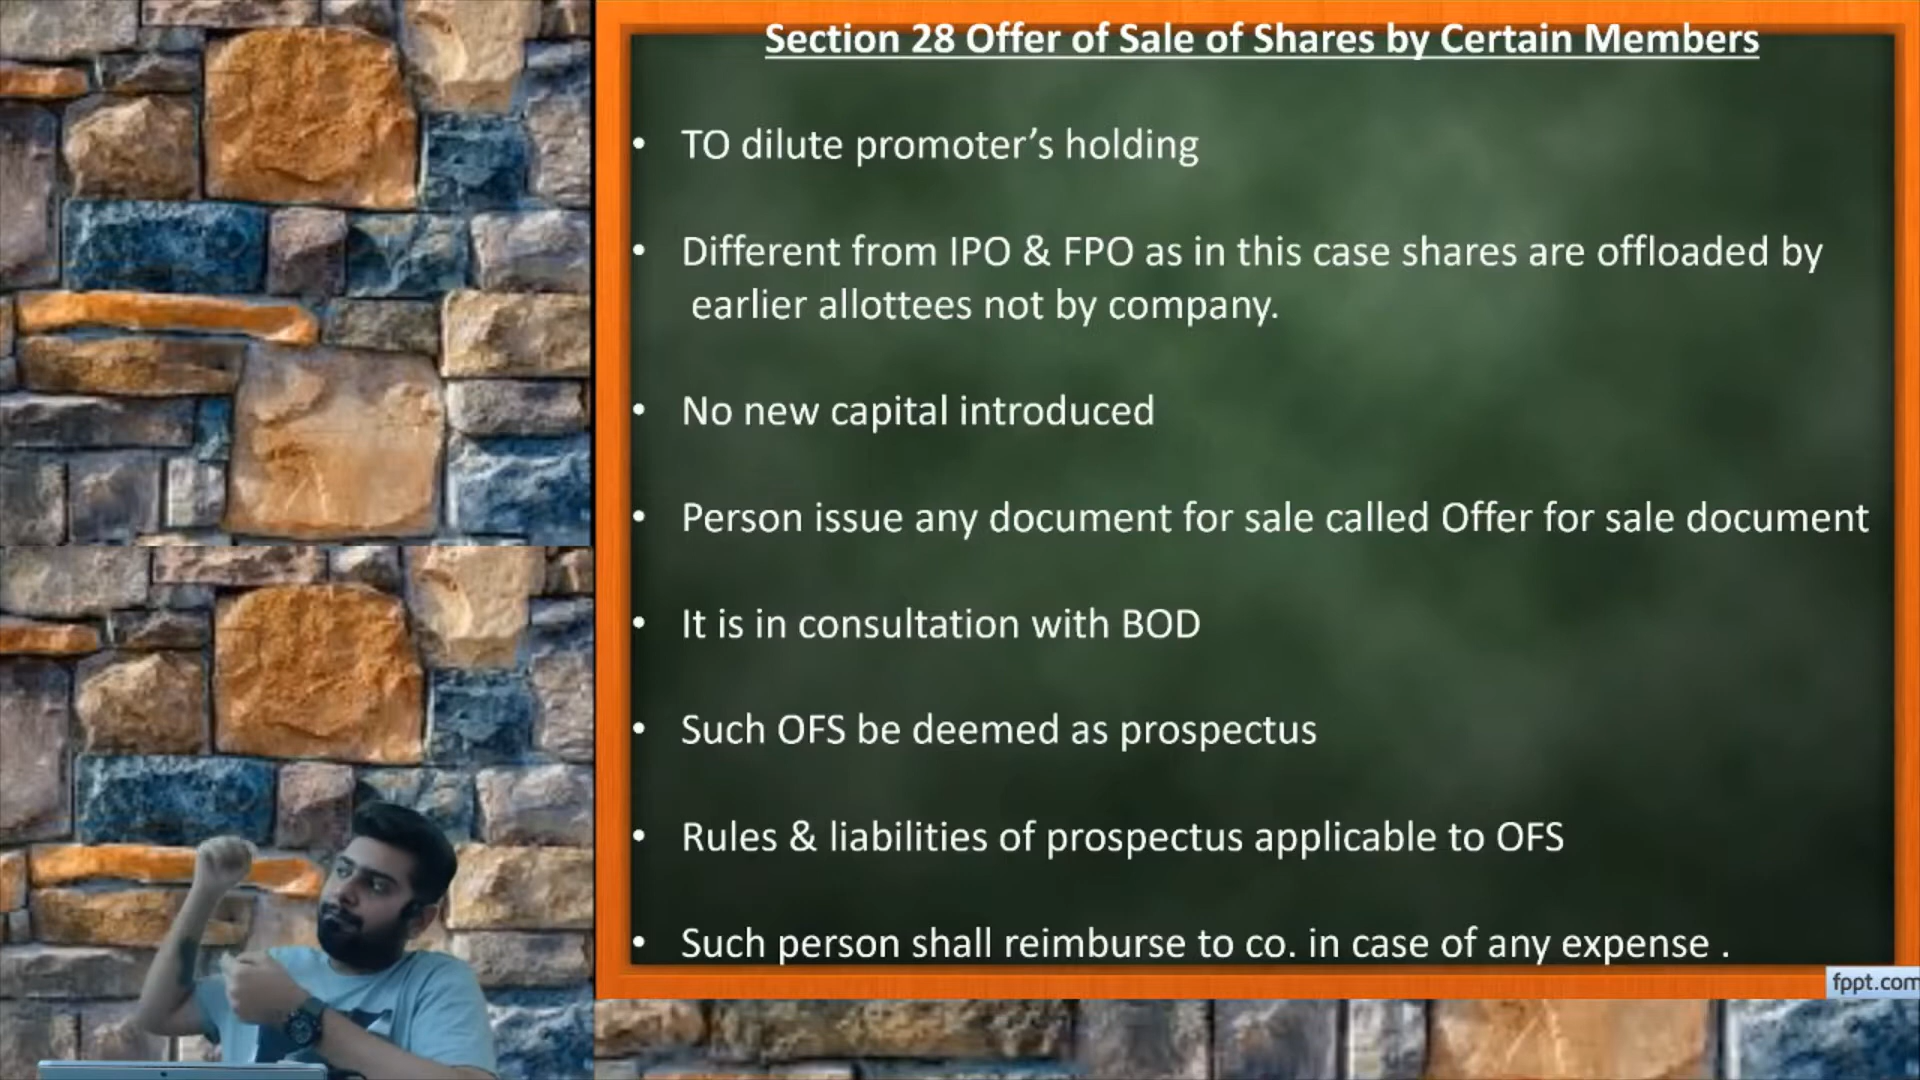 Section 28 Offer of Sale of Shares by Certain Members
• TO dilute promoter’s holding
• Different from IPO & FPO as in this case shares are offloaded by
earlier allottees not by company.
• No new capital introduced
• Person issue any document for sale called Offer for sale document
• It is in consultation with BOD
• Such OFS be deemed as prospectus
• Rules & liabilities of prospectus applicable to OFS
• Such person shall reimburse to co. in case of any expense .
fppt.com